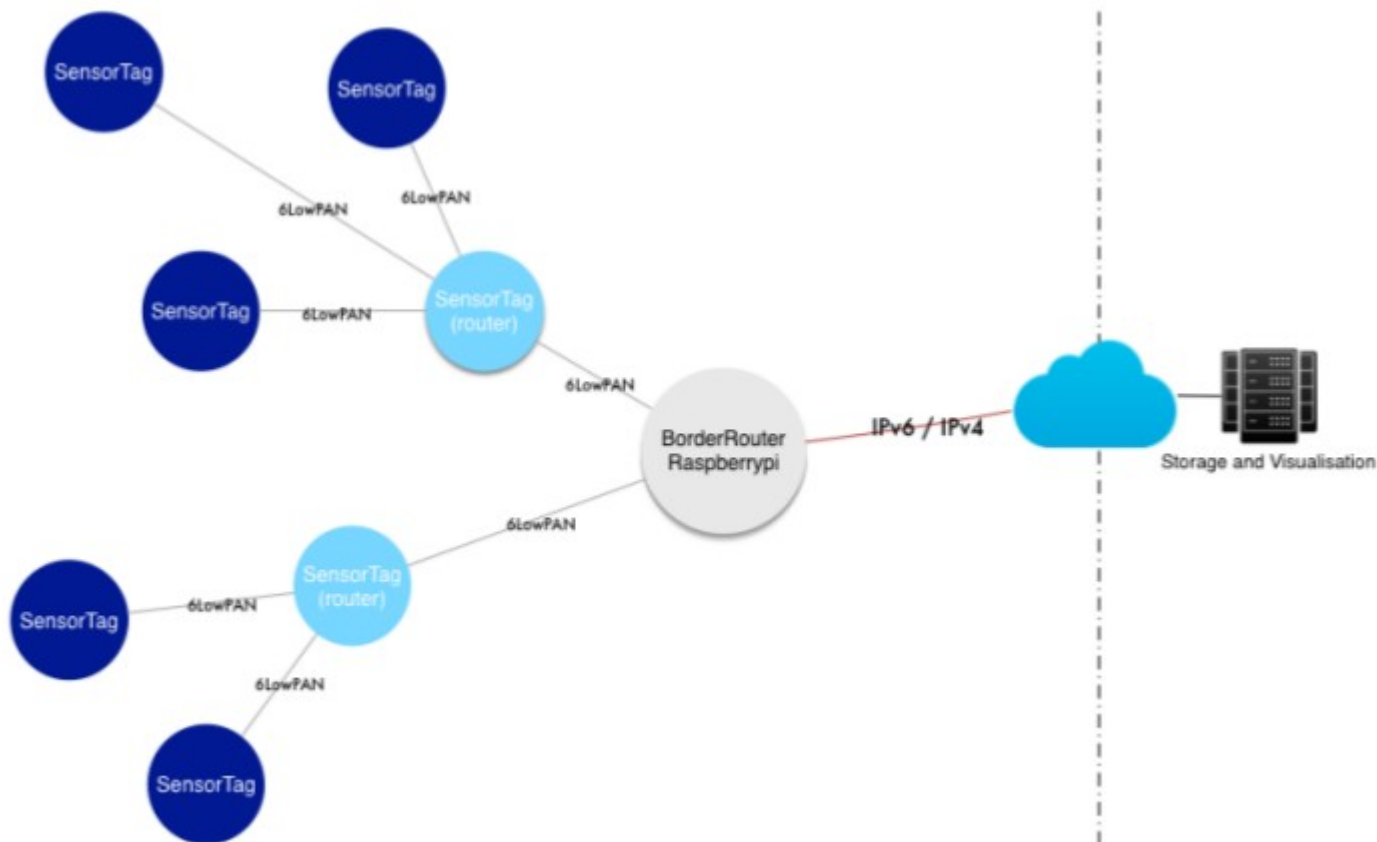 SensorTag
SensorTag
6LowPAN
6LowPAN
SensorTag
6LowPAN
SensorTag
(router)
6LowPAN
BorderRouter
Raspberrypi
IPv6 / IPv4
Storage and Visualisation
6LowPAN
SensorTag
(router)
6LowPAN
SensorTag
6LowPAN
SensorTag